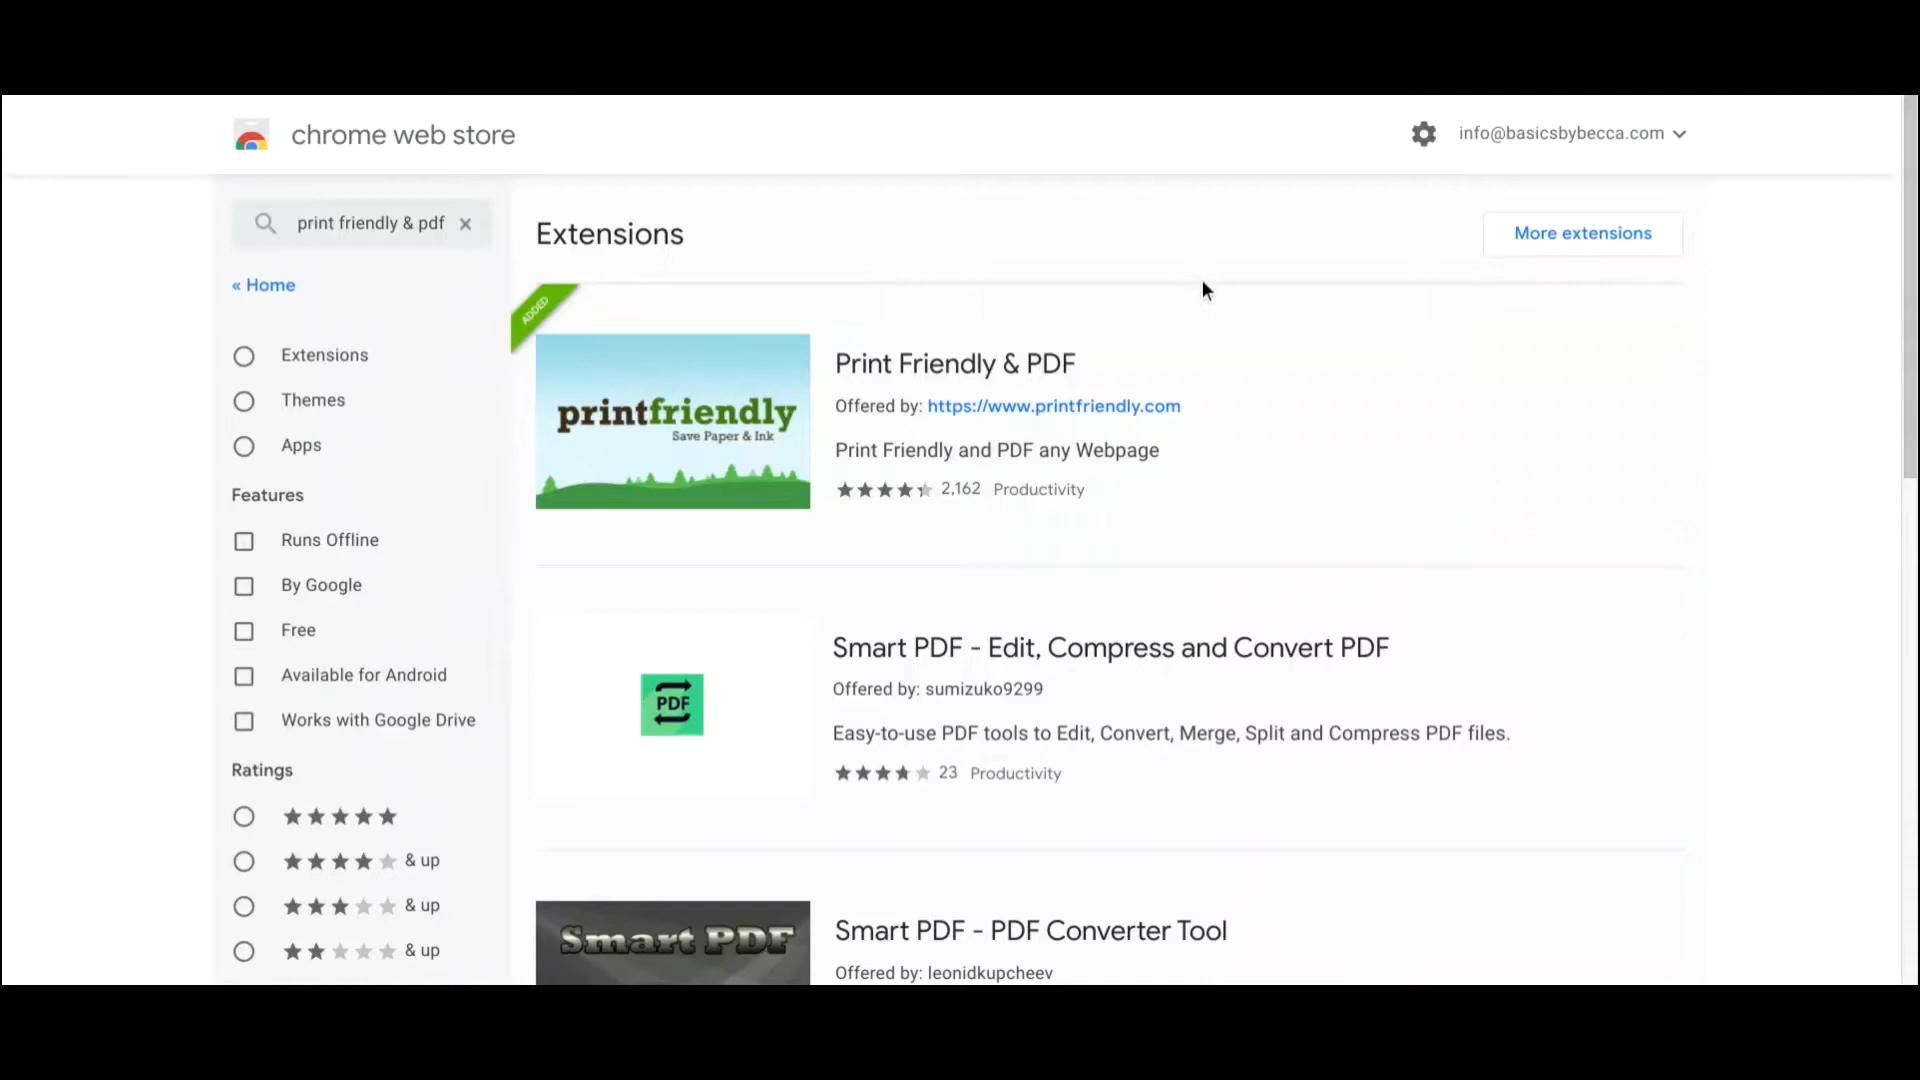 chrome web store
info@basicsbybecca.com
print friendly & pdf
« Home
Extensions
Themes
Apps
Features
Runs Offline
By Google
Free
Available for Android
Works with Google Drive
Ratings
& up
& up
& up
Extensions
More extensions
ADDED
printfriendly
Save Paper & Ink
Print Friendly & PDF
Offered by: https://www.printfriendly.com
Print Friendly and PDF any Webpage
2,162 Productivity
PDF
Smart PDF - Edit, Compress and Convert PDF
Offered by: sumizuko9299
Easy-to-use PDF tools to Edit, Convert, Merge, Split and Compress PDF files.
23 Productivity
Smart PDF
Smart PDF - PDF Converter Tool
Offered by: leonidkupcheev